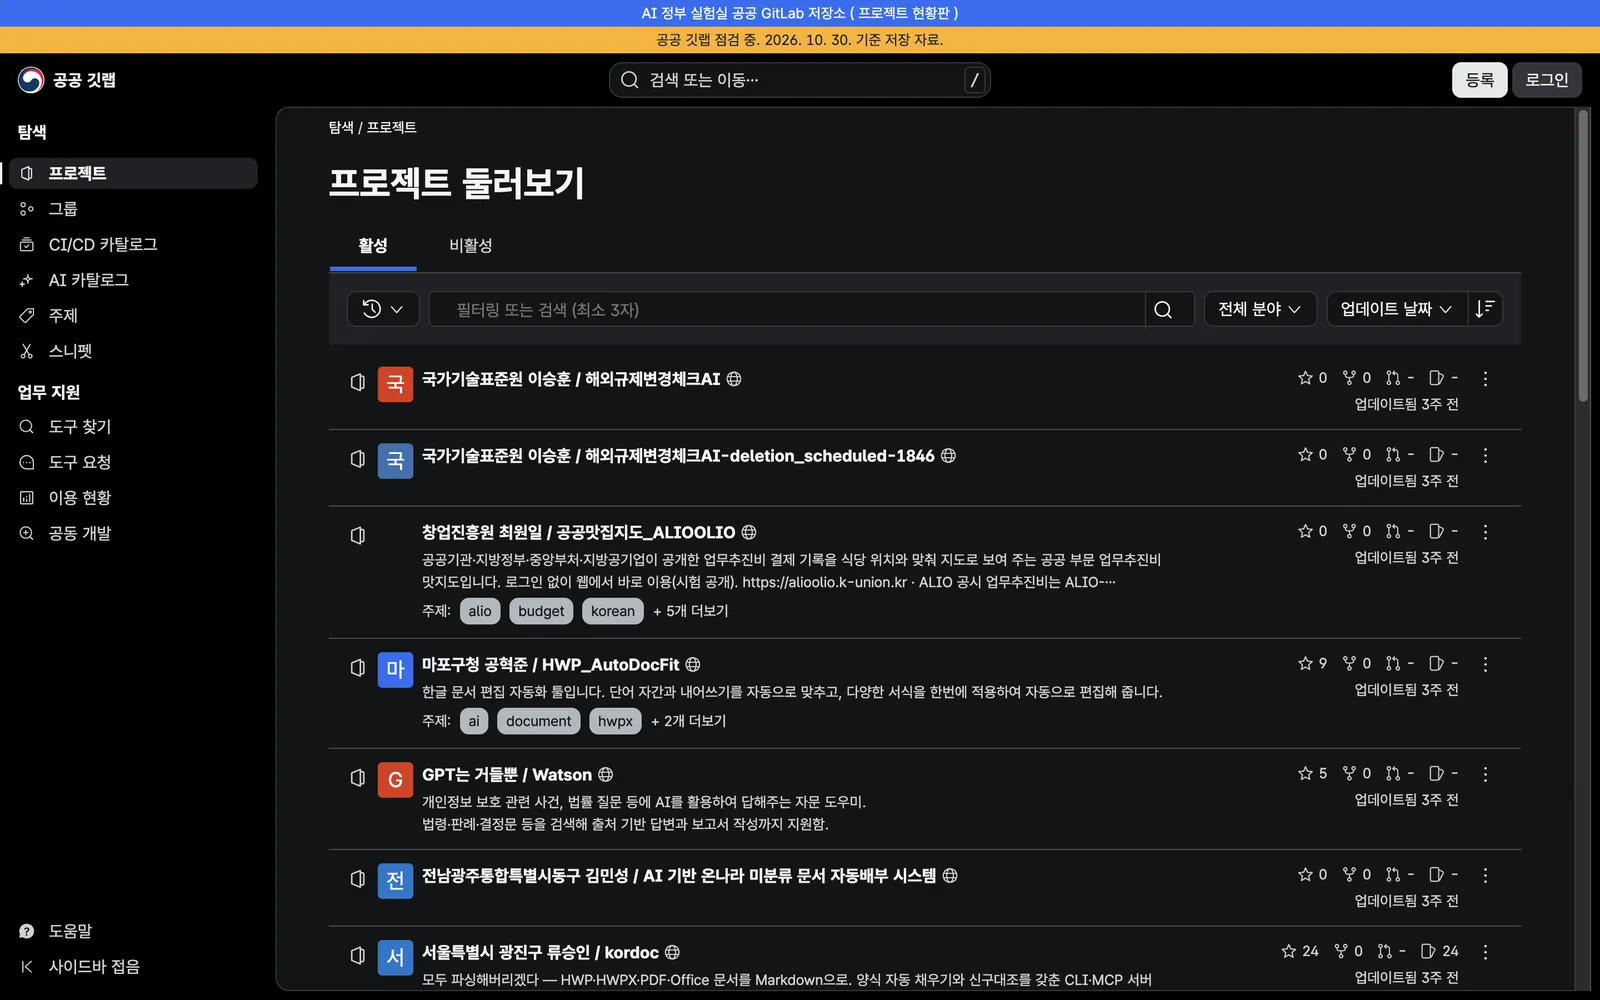 AI 정부 실험실 공공 GitLab 저장소 ( 프로젝트 현황판 )
공공 깃랩 점검 중. 2026. 10. 30. 기준 저장 자료.
공공 깃랩
검색 또는 이동…
/
등록
로그인
탐색
프로젝트
그룹
CI/CD 카탈로그
AI 카탈로그
주제
스니펫
업무 지원
도구 찾기
도구 요청
이용 현황
공동 개발
도움말
사이드바 접음
탐색 / 프로젝트
프로젝트 둘러보기
활성
비활성
필터링 또는 검색 (최소 3자)
전체 분야
업데이트 날짜
국
국가기술표준원 이승훈 / 해외규제변경체크AI
0 0 - -
업데이트됨 3주 전
국
국가기술표준원 이승훈 / 해외규제변경체크AI-deletion_scheduled-1846
0 0 - -
업데이트됨 3주 전
창업진흥원 최원일 / 공공맛집지도_ALIOOLIO
0 0 - -
업데이트됨 3주 전
공공기관·지방정부·중앙부처·지방공기업이 공개한 업무추진비 결제 기록을 식당 위치와 맞춰 지도로 보여 주는 공공 부문 업무추진비
맛지도입니다. 로그인 없이 웹에서 바로 이용(시험 공개). https://alioolio.k-union.kr · ALIO 공시 업무추진비는 ALIO-…
주제: alio budget korean + 5개 더보기
마
마포구청 공혁준 / HWP_AutoDocFit
9 0 - -
업데이트됨 3주 전
한글 문서 편집 자동화 툴입니다. 단어 자간과 내어쓰기를 자동으로 맞추고, 다양한 서식을 한번에 적용하여 자동으로 편집해 줍니다.
주제: ai document hwpx + 2개 더보기
G
GPT는 거들뿐 / Watson
5 0 - -
업데이트됨 3주 전
개인정보 보호 관련 사건, 법률 질문 등에 AI를 활용하여 답해주는 자문 도우미.
법령·판례·결정문 등을 검색해 출처 기반 답변과 보고서 작성까지 지원함.
전
전남광주통합특별시동구 김민성 / AI 기반 온나라 미분류 문서 자동배부 시스템
0 0 - -
업데이트됨 3주 전
서
서울특별시 광진구 류승인 / kordoc
24 0 - 24
업데이트됨 3주 전
모두 파싱해버리겠다 — HWP·HWPX·PDF·Office 문서를 Markdown으로. 양식 자동 채우기와 신구대조를 갖춘 CLI·MCP 서버